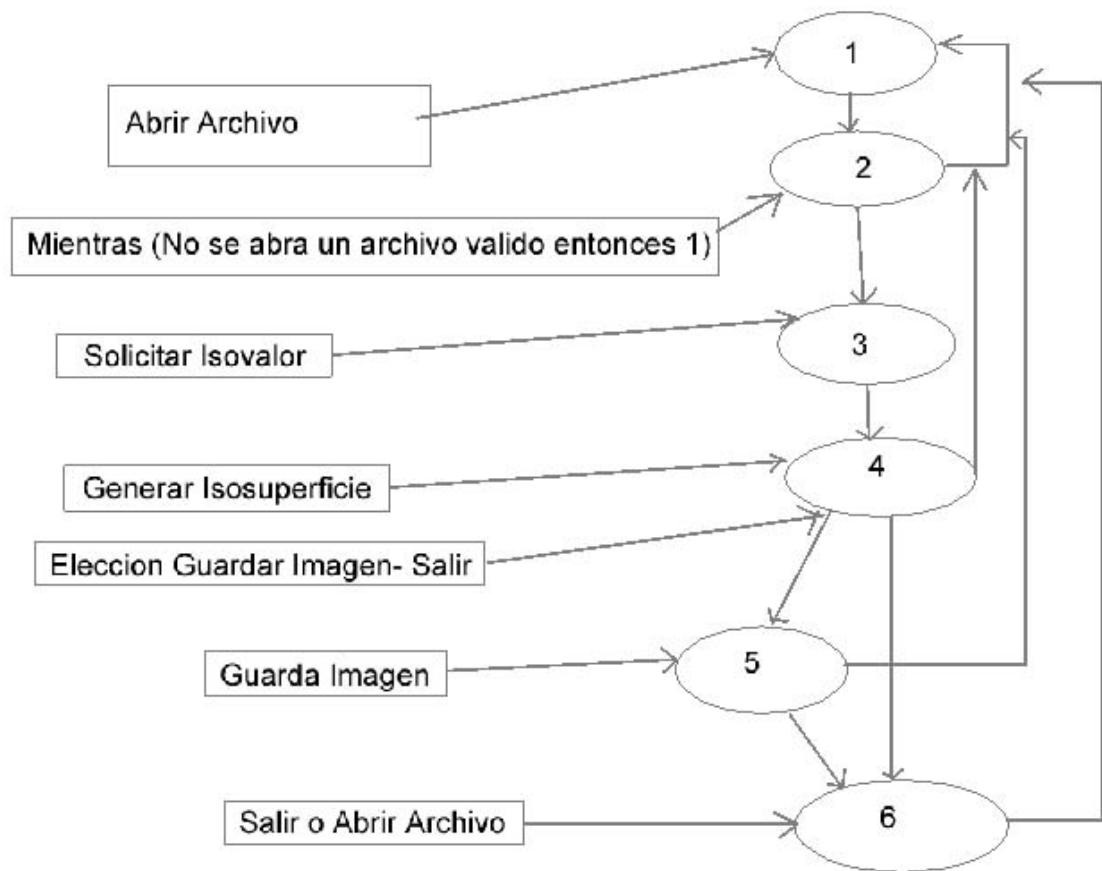 1
Abrir Archivo
2
Mientras (No se abra un archivo valido entonces 1)
3
Solicitar Isovalor
4
Generar Isosuperficie
Eleccion Guardar Imagen- Salir
5
Guarda Imagen
6
Salir o Abrir Archivo